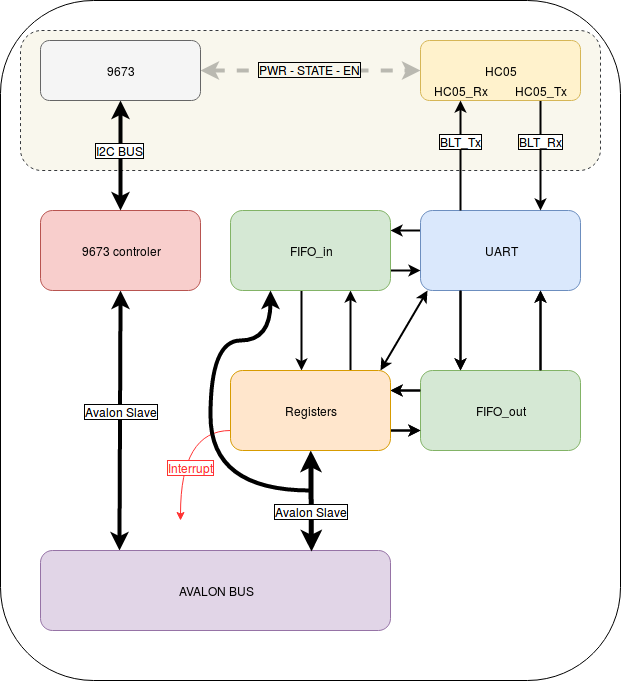 9673
PWR - STATE - EN
HC05
HC05_Rx
HC05_Tx
I2C BUS
BLT_Tx
BLT_Rx
9673 controler
FIFO_in
UART
Avalon Slave
Registers
FIFO_out
Interrupt
Avalon Slave
AVALON BUS